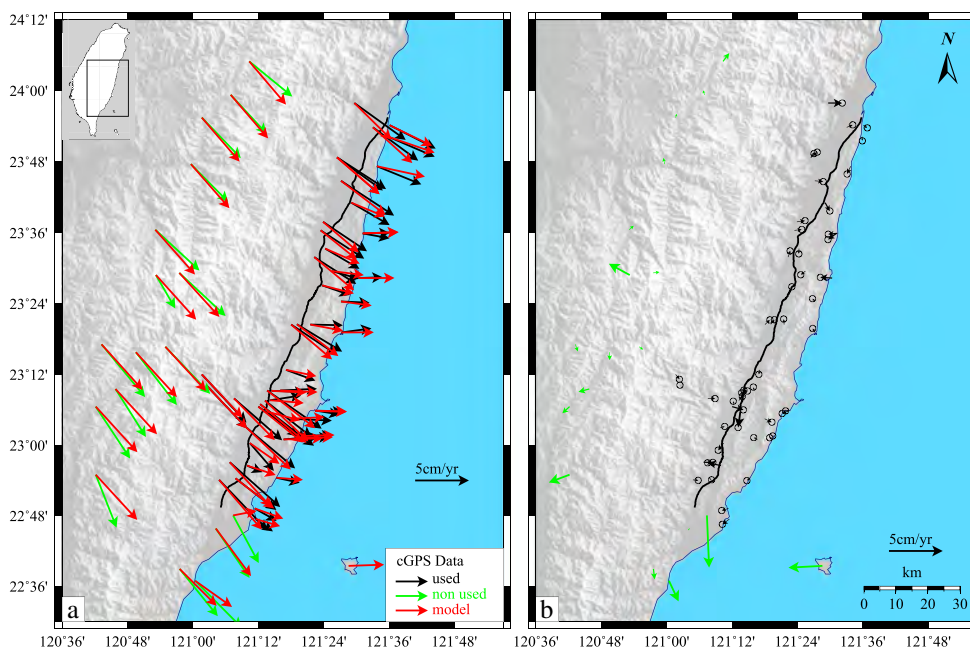 24°12'
24°00'
23°48'
23°36'
23°24'
23°12'
23°00'
22°48'
22°36'
5cm/yr
cGPS Data
used
non used
model
a
120°36' 120°48' 121°00' 121°12' 121°24' 121°36' 121°48'
N
5cm/yr
km
0 10 20 30
b
120°36' 120°48' 121°00' 121°12' 121°24' 121°36' 121°48'